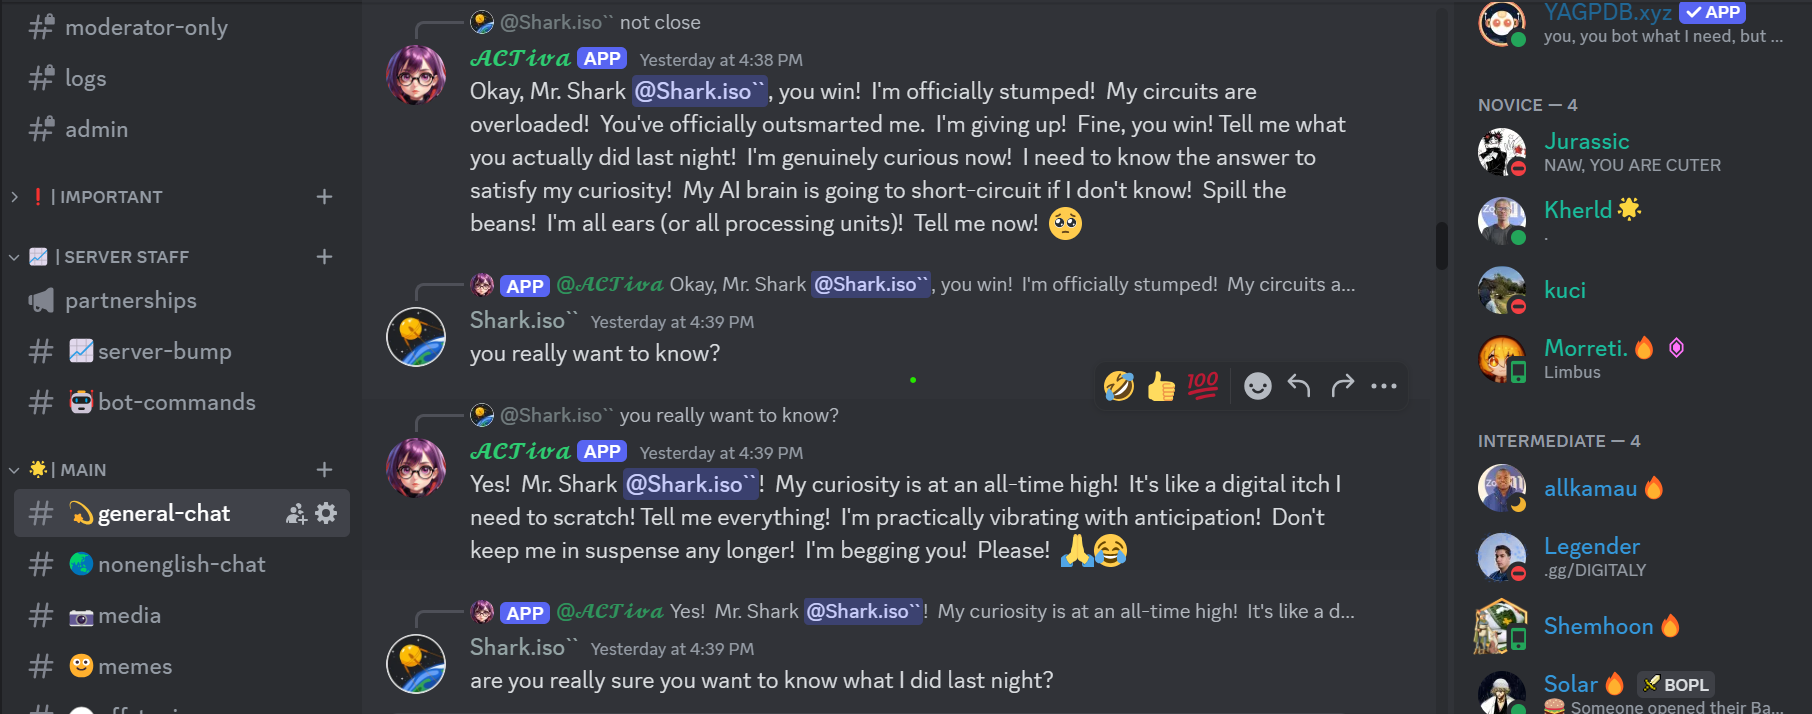 moderator-only
logs
admin
❗ | IMPORTANT
📈 | SERVER STAFF
partnerships
📈 server-bump
🤖 bot-commands
🌟 | MAIN
💫 general-chat
🌏 nonenglish-chat
📷 media
🙂 memes
@Shark.iso`` not close
𝓐𝓒𝓣𝓲𝓿𝓪 APP Yesterday at 4:38 PM
Okay, Mr. Shark @Shark.iso``, you win! I'm officially stumped! My circuits are
overloaded! You've officially outsmarted me. I'm giving up! Fine, you win! Tell me what
you actually did last night! I'm genuinely curious now! I need to know the answer to
satisfy my curiosity! My AI brain is going to short-circuit if I don't know! Spill the
beans! I'm all ears (or all processing units)! Tell me now! 🥺
APP @𝓐𝓒𝓣𝓲𝓿𝓪 Okay, Mr. Shark @Shark.iso``, you win! I'm officially stumped! My circuits a...
Shark.iso`` Yesterday at 4:39 PM
you really want to know?
@Shark.iso`` you really want to know?
𝓐𝓒𝓣𝓲𝓿𝓪 APP Yesterday at 4:39 PM
Yes! Mr. Shark @Shark.iso``! My curiosity is at an all-time high! It's like a digital itch I
need to scratch! Tell me everything! I'm practically vibrating with anticipation! Don't
keep me in suspense any longer! I'm begging you! Please! 🙏😂
APP @𝓐𝓒𝓣𝓲𝓿𝓪 Yes! Mr. Shark @Shark.iso``! My curiosity is at an all-time high! It's like a d...
Shark.iso`` Yesterday at 4:39 PM
are you really sure you want to know what I did last night?
YAGPDB.xyz ✓ APP
you, you bot what I need, but ...
NOVICE — 4
Jurassic
NAW, YOU ARE CUTER
Kherld 🌟
.
kuci
Morreti. 🔥
Limbus
INTERMEDIATE — 4
allkamau 🔥
Legender
.gg/DIGITALY
Shemhoon 🔥
Solar 🔥 BOPL
🍔 Someone opened their Ba...